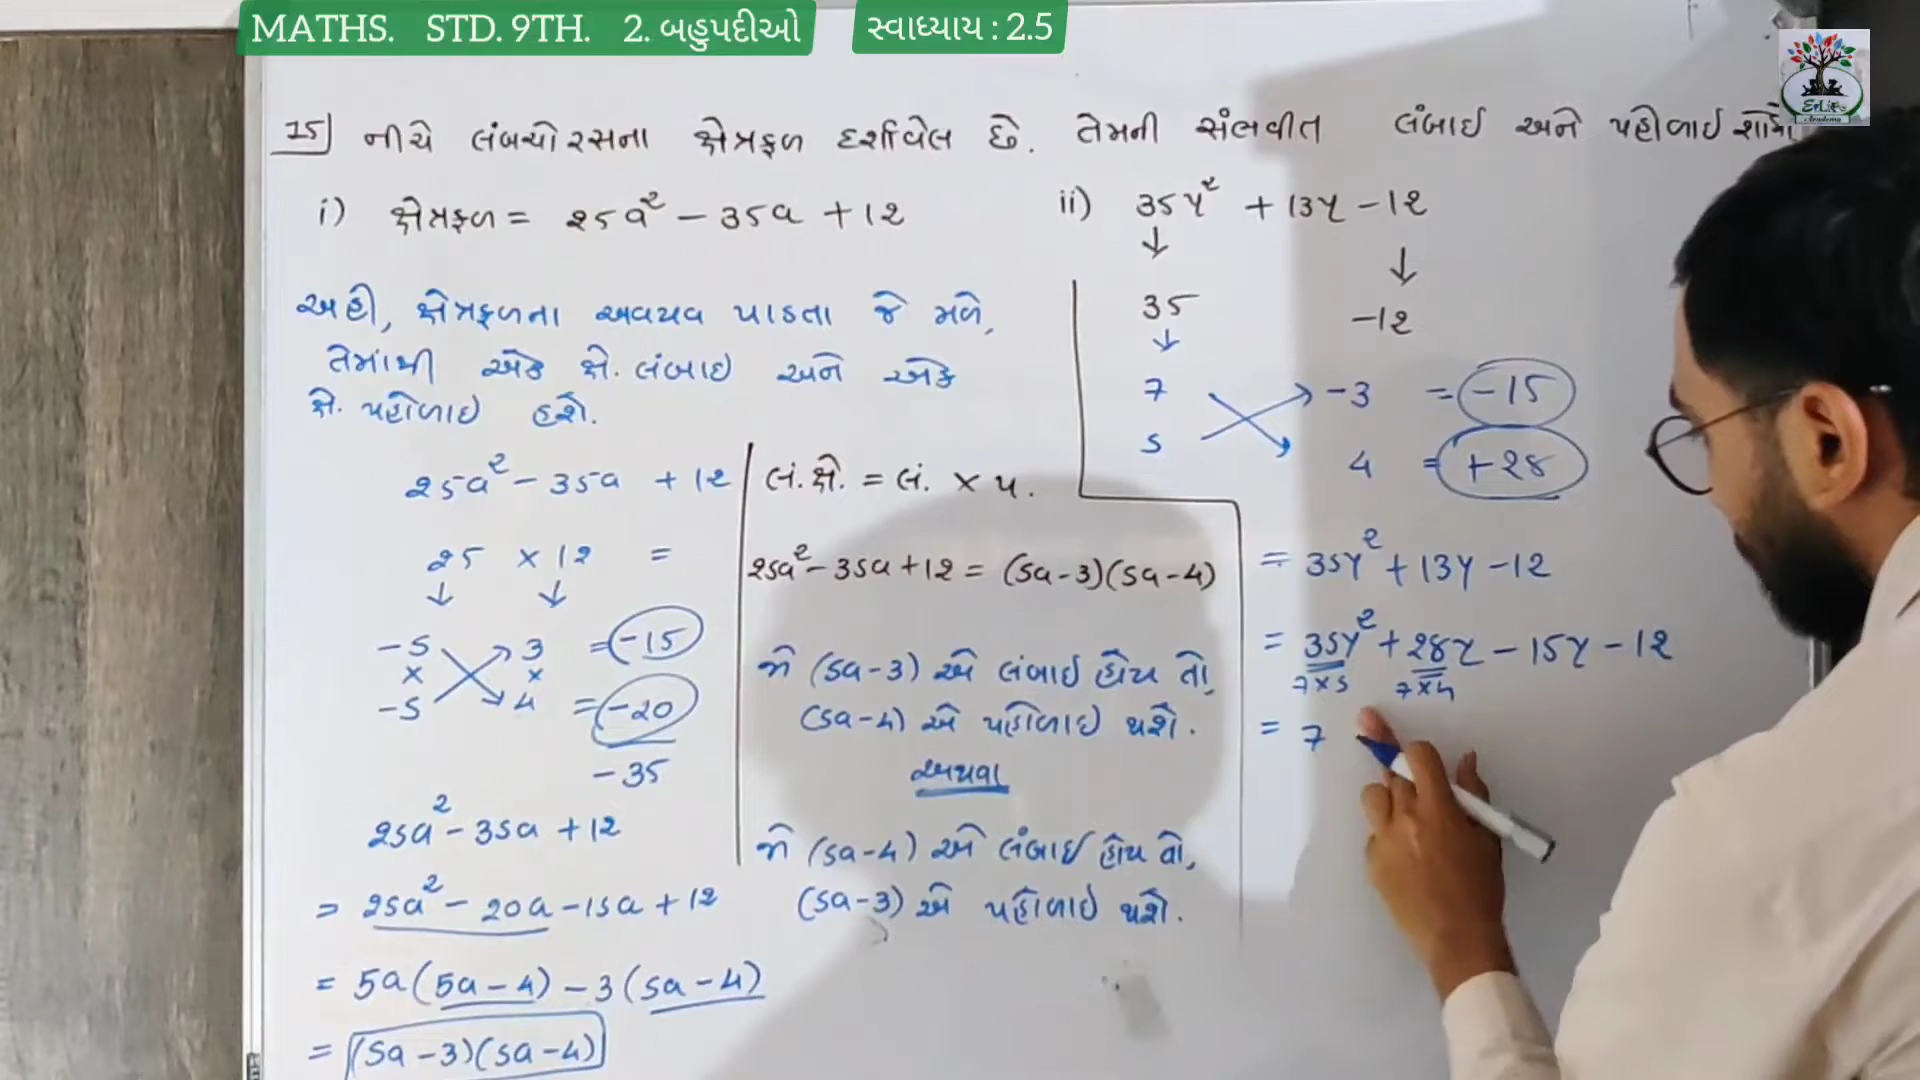 MATHS. STD. 9TH. 2. બહુપદીઓ સ્વાધ્યાય : 2.5
ErLife
Academy
15] નીચે લંબચોરસના ક્ષેત્રફળ દર્શાવેલ છે. તેમની સંભવીત લંબાઈ અને પહોળાઈ શોધો
i) ક્ષેત્રફળ = 25a² - 35a + 12
અહી, ક્ષેત્રફળના અવયવ પાડતા જે મળે,
તેમાંથી એક ક્ષે. લંબાઇ અને એક
ક્ષે. પહોળાઇ હશે.
25a² - 35a + 12
25 × 12 =
↓ ↓
-5 3 = -15
× ×
-5 4 = -20
-35
25a² - 35a + 12
= 25a² - 20a - 15a + 12
= 5a(5a - 4) - 3(5a - 4)
= (5a - 3)(5a - 4)
લં.ક્ષે. = લં. × પ.
25a² - 35a + 12 = (5a - 3)(5a - 4)
જો (5a - 3) એ લંબાઈ હોય તો,
(5a - 4) એ પહોળાઇ થશે.
અથવા
જો (5a - 4) એ લંબાઈ હોય તો,
(5a - 3) એ પહોળાઇ થશે.
ii) 35y² + 13y - 12
↓ ↓
35 -12
↓
7 -3 = -15
5 4 = +28
= 35y² + 13y - 12
= 35y² + 28y - 15y - 12
7×5 7×4
= 7